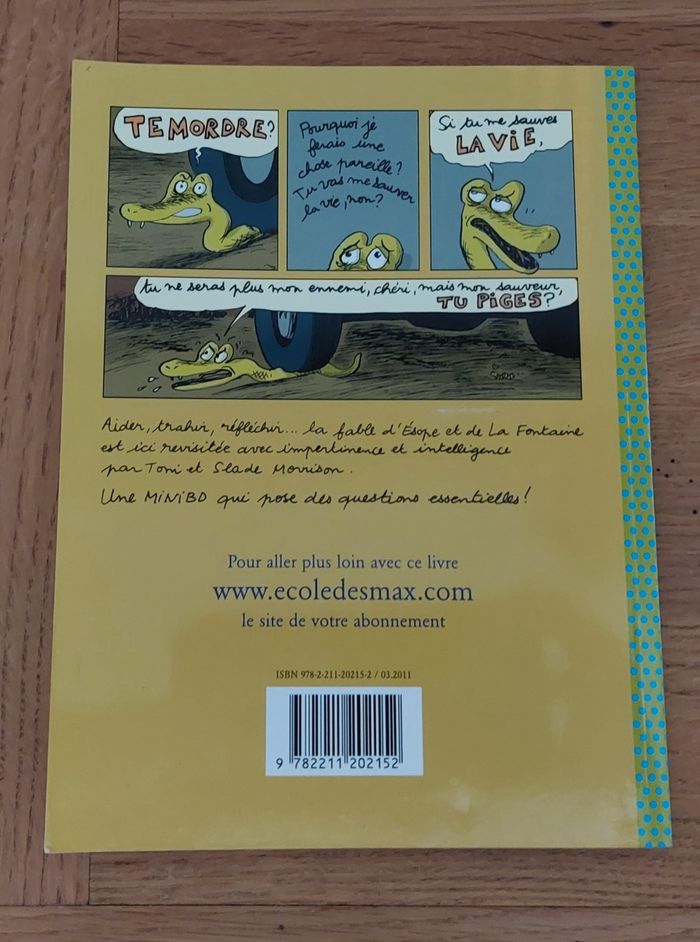 TE MORDRE?
Pourquoi je
ferais une
chose pareille?
Tu vas me sauver
la vie, non?
Si tu me sauves
LA VIE,
tu ne seras plus mon ennemi, chéri, mais mon sauveur,
TU PIGES?
Aider, trahir, réfléchir... la fable d'Ésope et de La Fontaine
est ici revisitée avec impertinence et intelligence
par Toni et Slade Morrison.
Une MiNiBD qui pose des questions essentielles!
Pour aller plus loin avec ce livre
www.ecoledesmax.com
le site de votre abonnement
ISBN 978-2-211-20215-2 / 03.2011
9 782211 202152